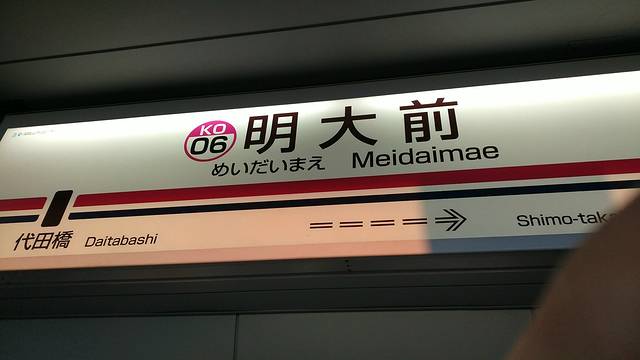 KO
06
明大前
めいだいまえ Meidaimae
代田橋 Daitabashi
Shimo-tak